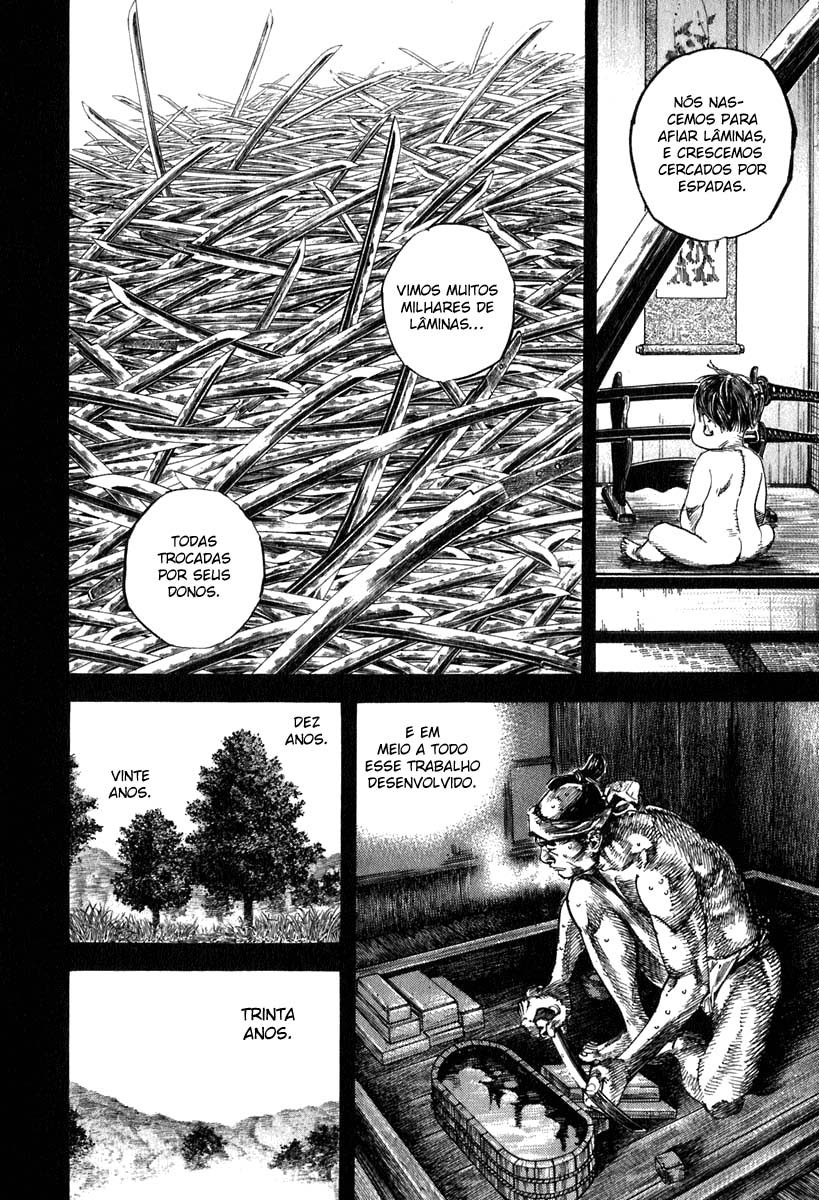 NÓS NAS-
CEMOS PARA
AFIAR LÂMINAS,
E CRESCEMOS
CERCADOS POR
ESPADAS.
VIMOS MUITOS
MILHARES DE
LÂMINAS...
TODAS
TROCADAS
POR SEUS
DONOS.
E EM
MEIO A TODO
ESSE TRABALHO
DESENVOLVIDO.
DEZ
ANOS.
VINTE
ANOS.
TRINTA
ANOS.